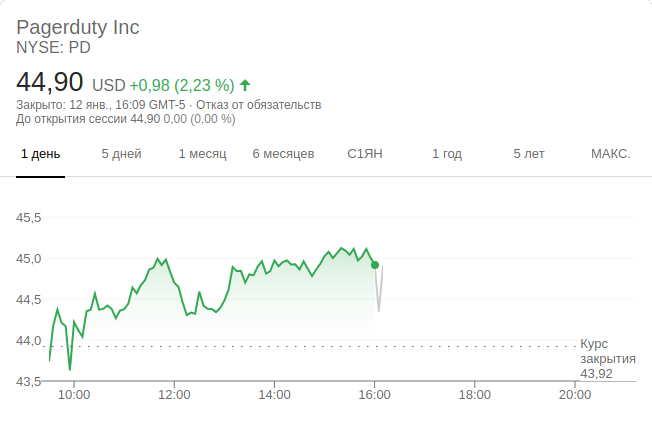 Pagerduty Inc
NYSE: PD
44,90 USD +0,98 (2,23 %)
Закрыто: 12 янв., 16:09 GMT-5 · Отказ от обязательств
До открытия сессии 44,90 0,00 (0,00 %)
1 день 5 дней 1 месяц 6 месяцев С1ЯН 1 год 5 лет МАКС.
45,5
45,0
44,5
44,0
Курс
закрытия
43,92
43,5
10:00 12:00 14:00 16:00 18:00 20:00